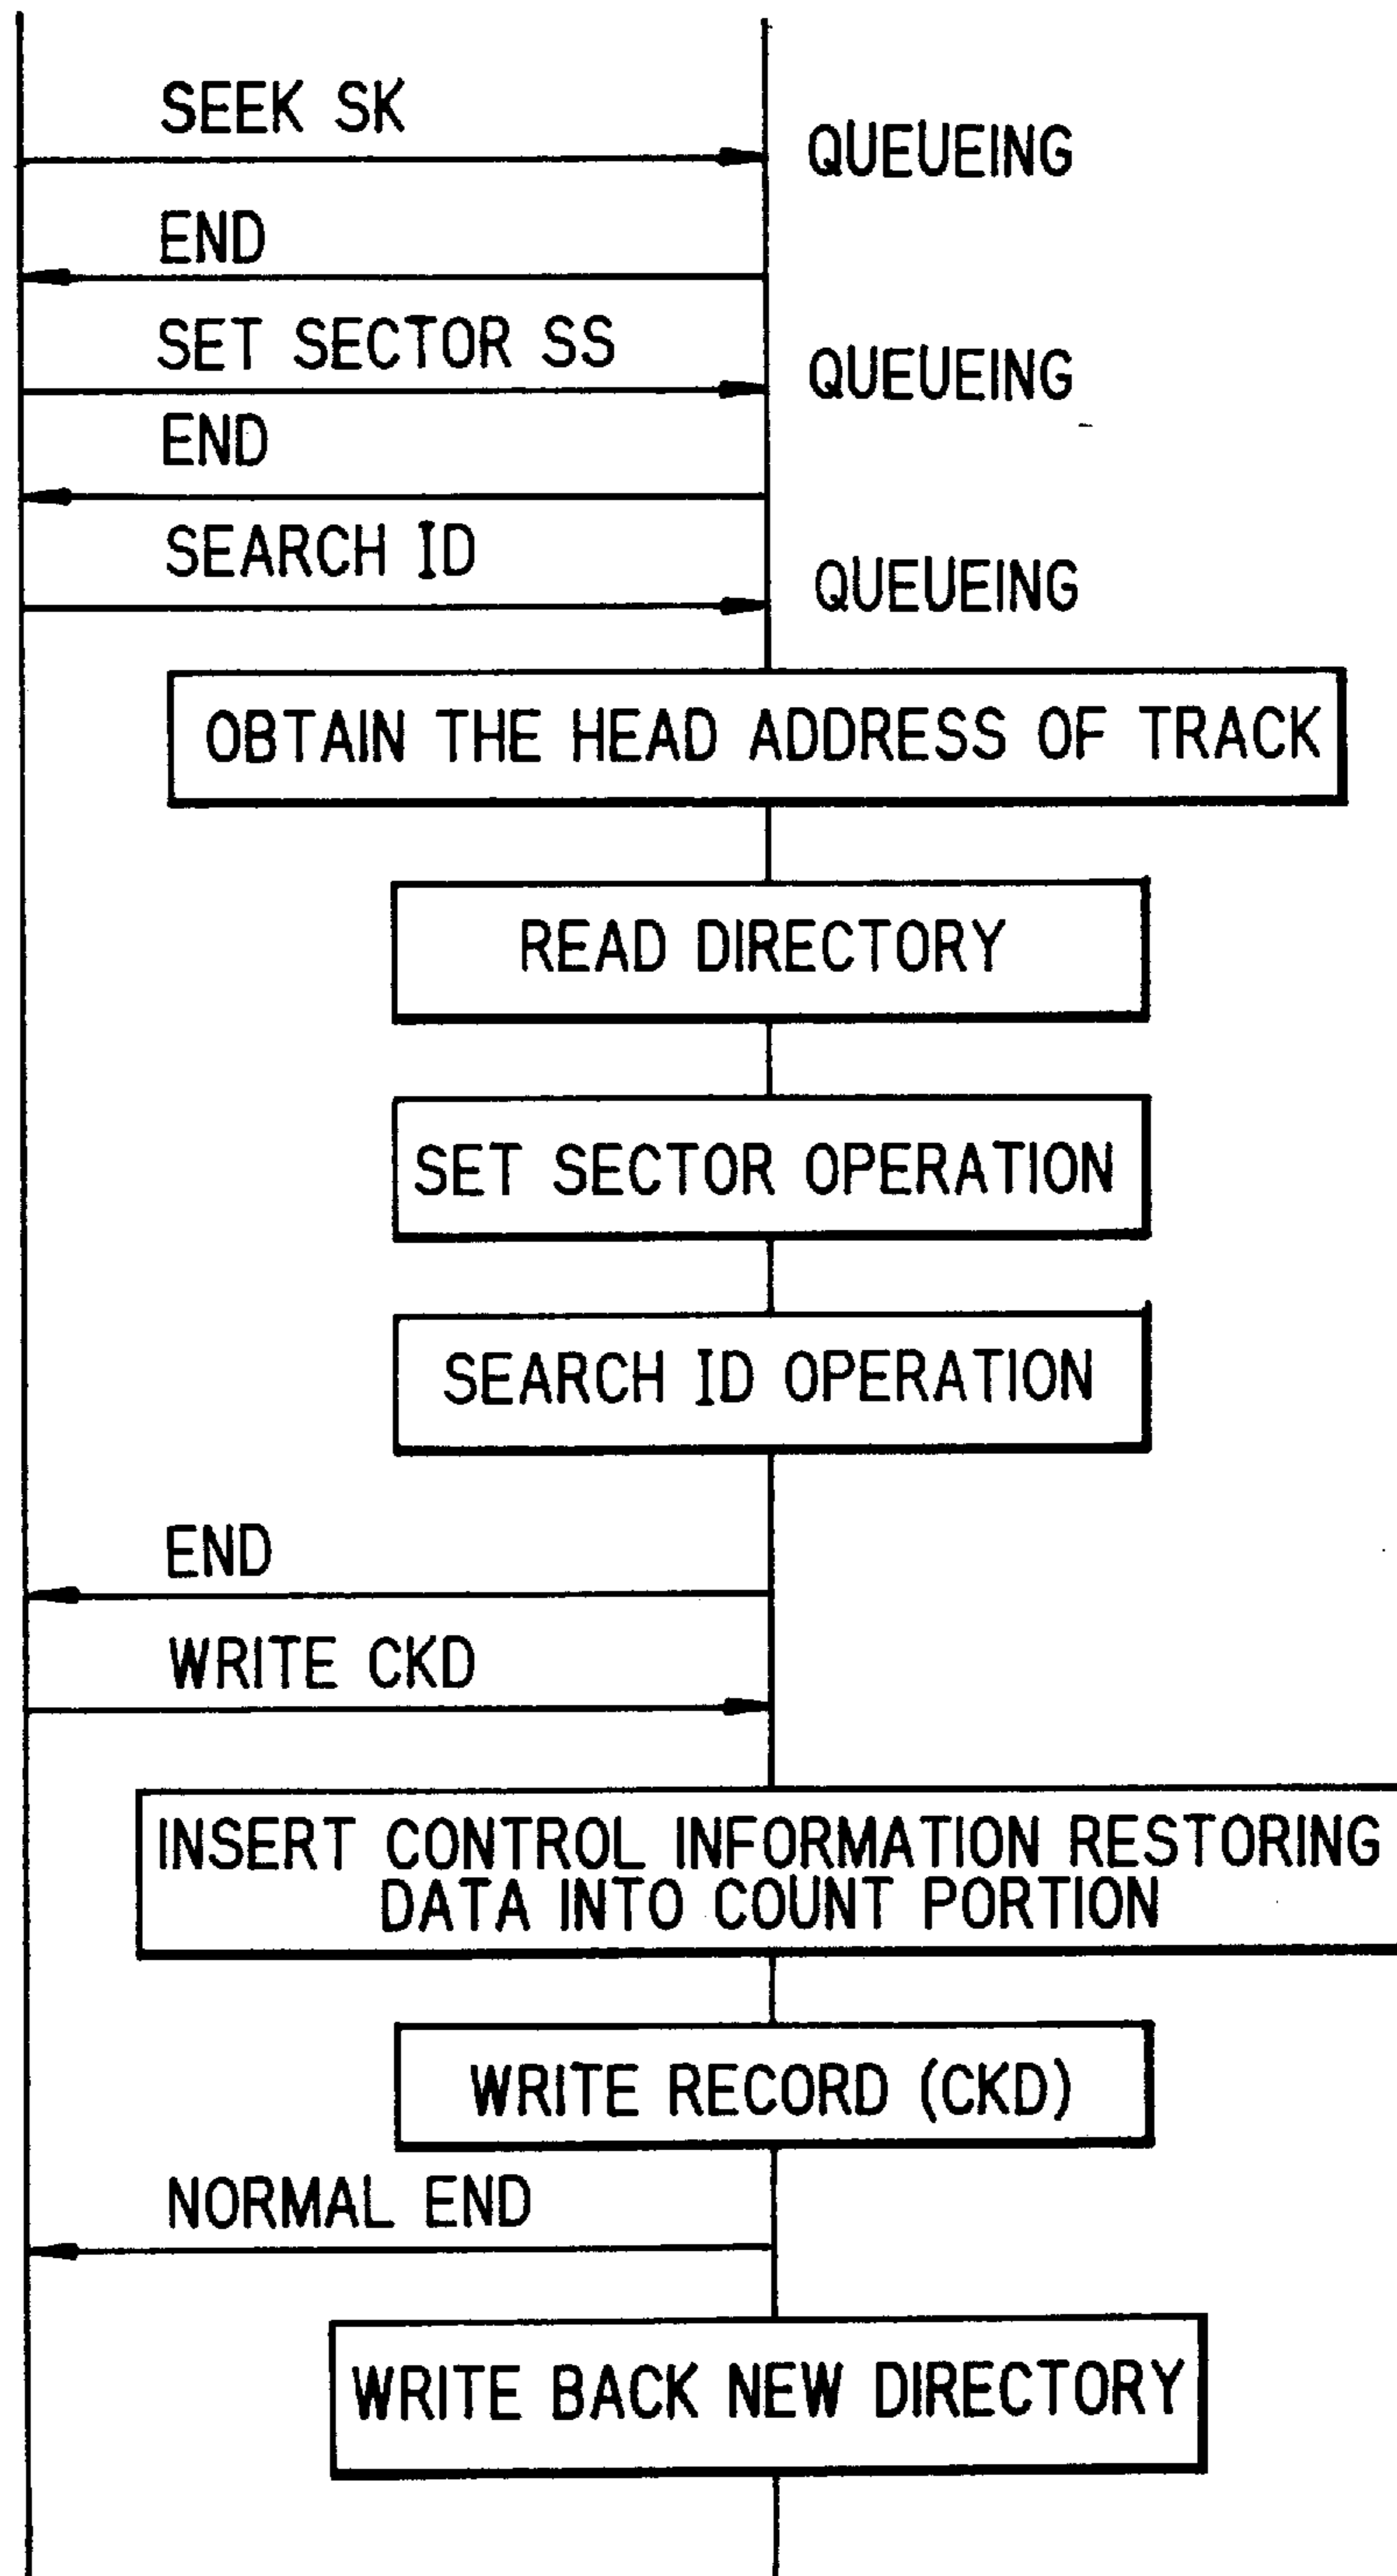 SEEK SK
QUEUEING
END
SET SECTOR SS
QUEUEING
END
SEARCH ID
QUEUEING
OBTAIN THE HEAD ADDRESS OF TRACK
READ DIRECTORY
SET SECTOR OPERATION
SEARCH ID OPERATION
END
WRITE CKD
INSERT CONTROL INFORMATION RESTORING
DATA INTO COUNT PORTION
WRITE RECORD (CKD)
NORMAL END
WRITE BACK NEW DIRECTORY